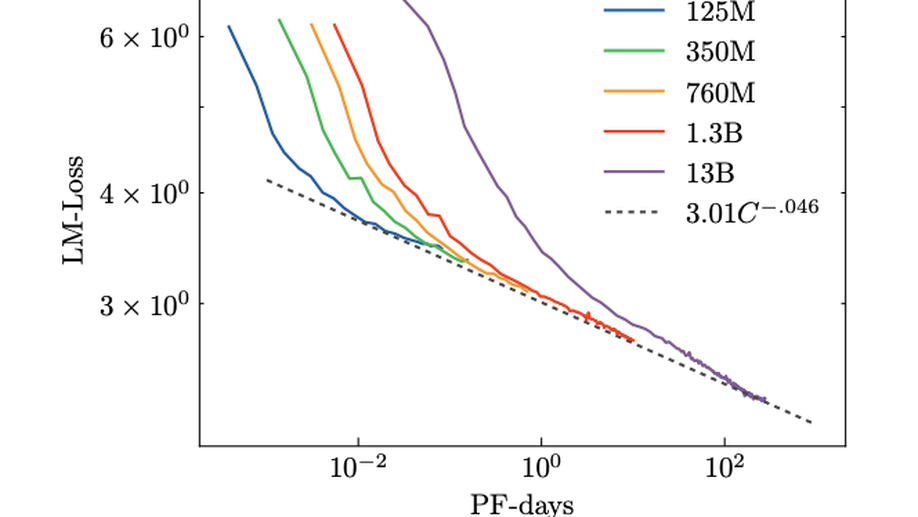 125M
6 × 10⁰
350M
760M
1.3B
13B
4 × 10⁰
3.01C⁻·⁰⁴⁶
LM-Loss
3 × 10⁰
10⁻² 10⁰ 10²
PF-days